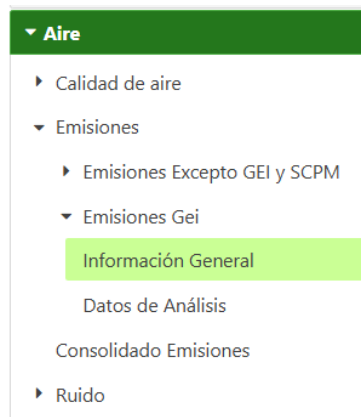 Aire
Calidad de aire
Emisiones
Emisiones Excepto GEI y SCPM
Emisiones Gei
Información General
Datos de Análisis
Consolidado Emisiones
Ruido